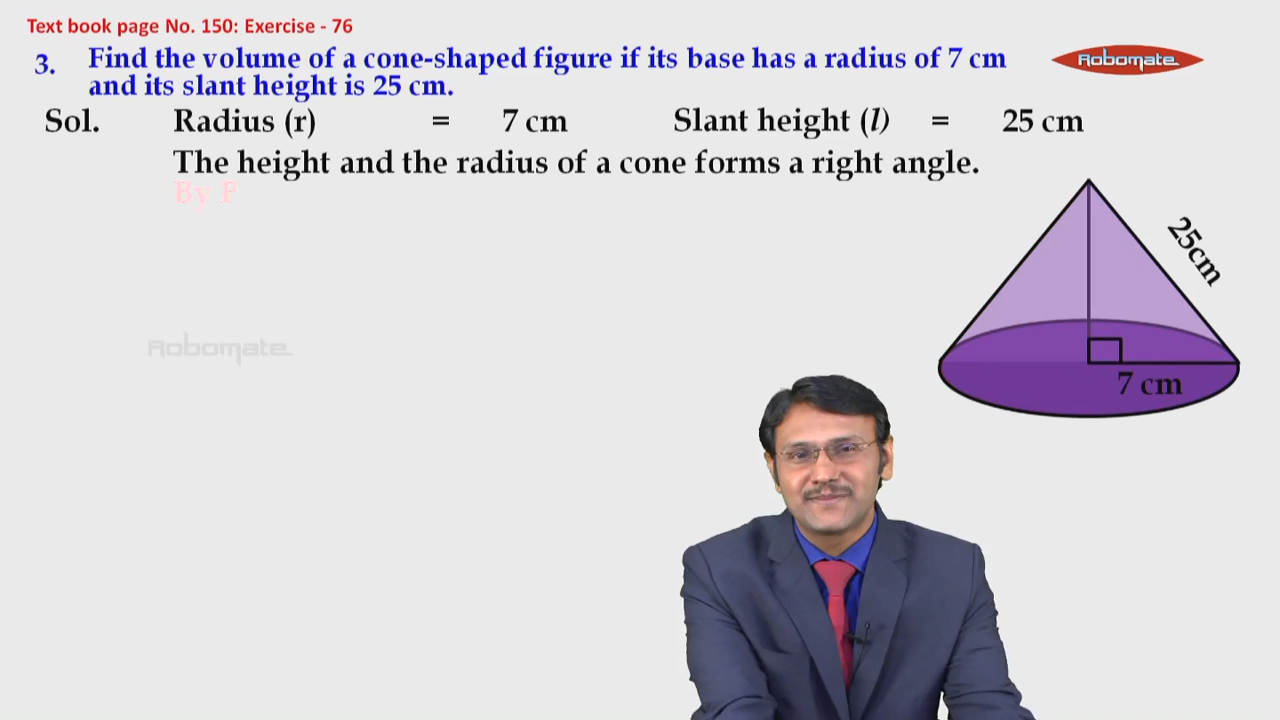 Text book page No. 150: Exercise - 76
3. Find the volume of a cone-shaped figure if its base has a radius of 7 cm
and its slant height is 25 cm.
Robomate
Sol. Radius (r) = 7 cm Slant height (l) = 25 cm
The height and the radius of a cone forms a right angle.
By P
25cm
7 cm
Robomate